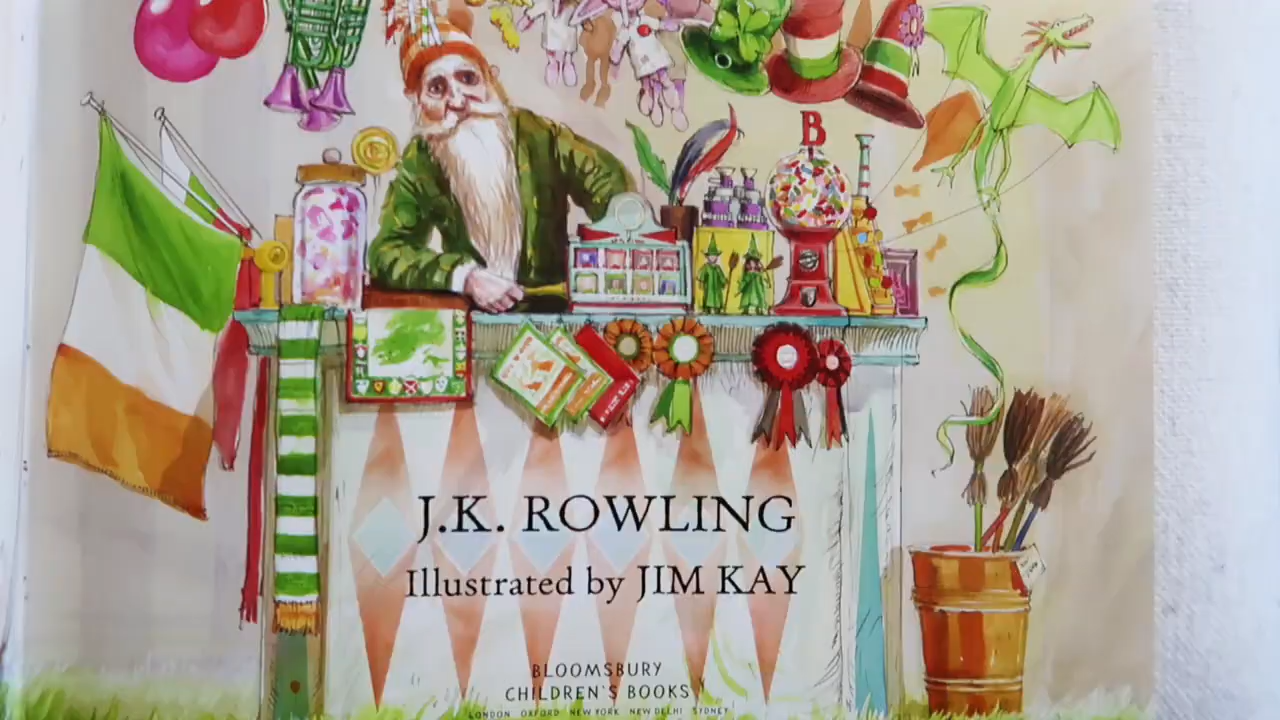 B
J.K. ROWLING
Illustrated by JIM KAY
BLOOMSBURY
CHILDREN'S BOOKS
LONDON OXFORD NEW YORK NEW DELHI SYDNEY